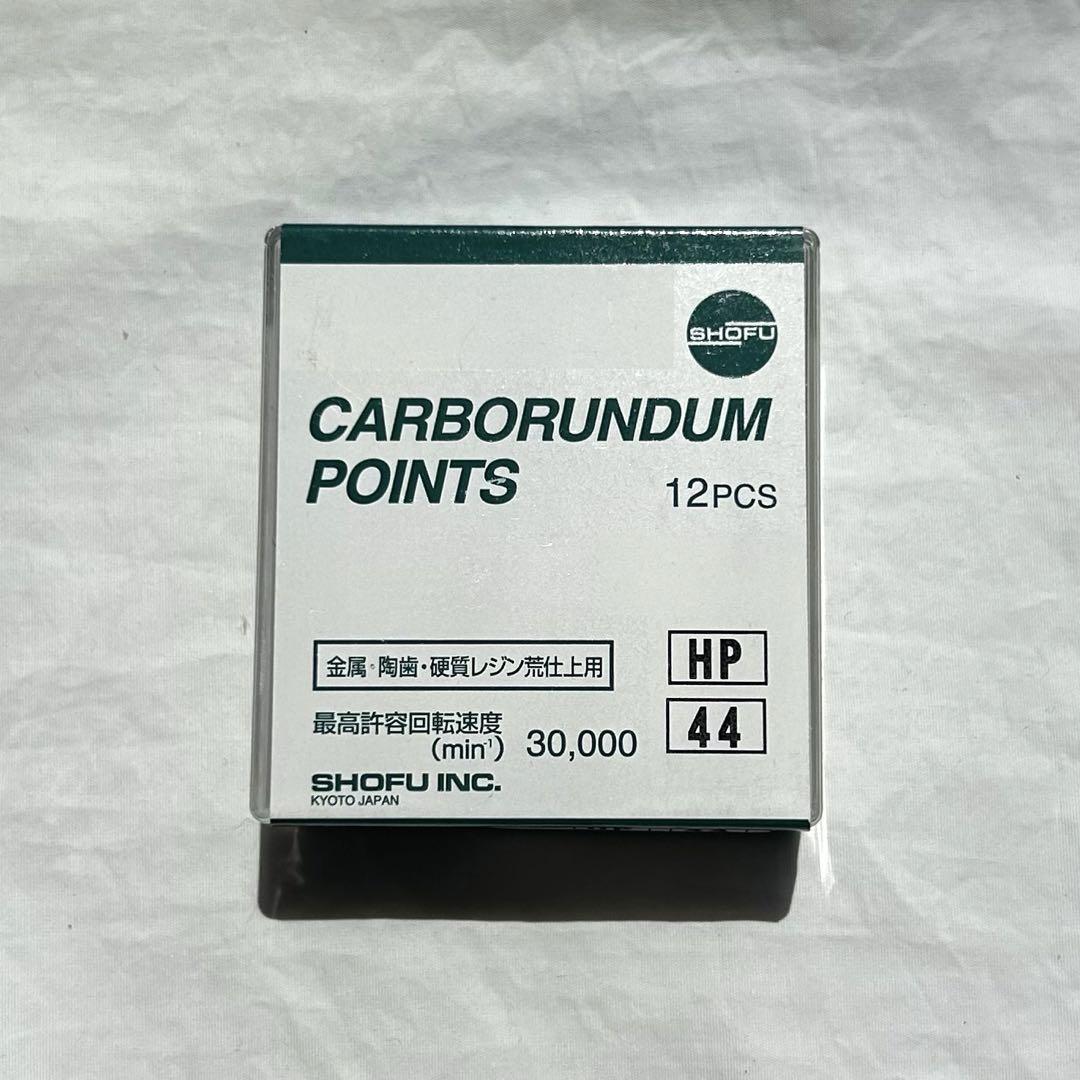 SHOFU
CARBORUNDUM
POINTS
12PCS
金属・陶歯・硬質レジン荒仕上用
HP
最高許容回転速度
(min⁻¹) 30,000
44
SHOFU INC.
KYOTO JAPAN